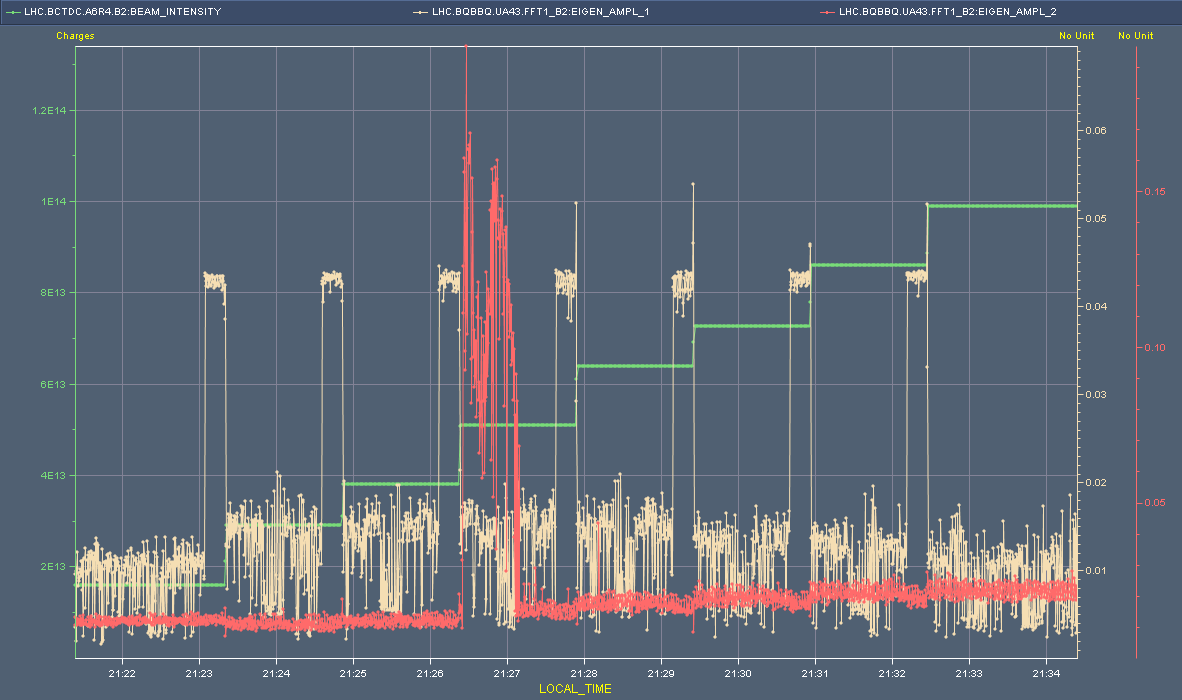 LHC.BCTDC.A6R4.B2:BEAM_INTENSITY LHC.BQBBQ.UA43.FFT1_B2:EIGEN_AMPL_1 LHC.BQBBQ.UA43.FFT1_B2:EIGEN_AMPL_2
Charges No Unit No Unit
1.2E14
0.06
0.15
1E14
0.05
8E13
0.04
0.10
6E13
0.03
4E13
0.02
0.05
2E13
0.01
21:22 21:23 21:24 21:25 21:26 21:27 21:28 21:29 21:30 21:31 21:32 21:33 21:34
LOCAL_TIME